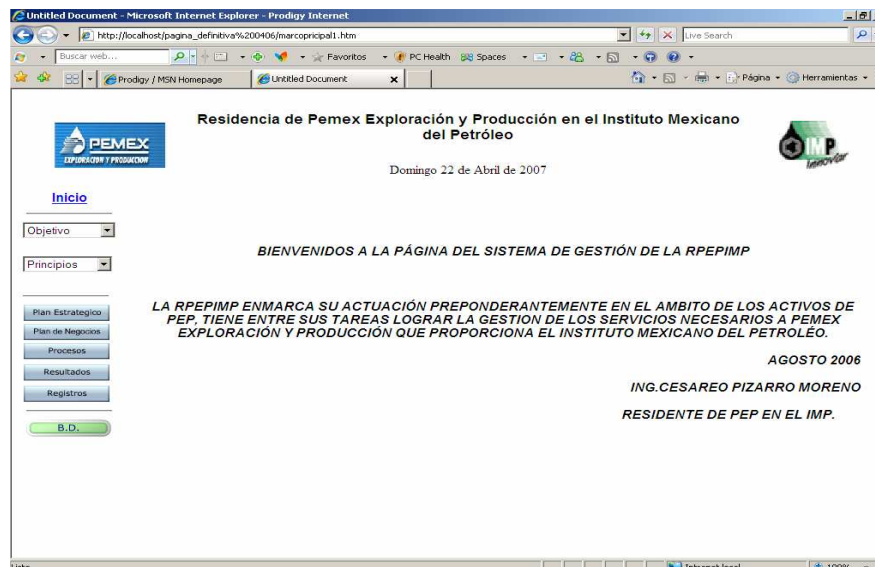 Untitled Document - Microsoft Internet Explorer - Prodigy Internet
http://localhost/pagina_definitiva%200406/marcopricipal1.htm
Live Search
Buscar web...
Favoritos
PC Health
Spaces
Prodigy / MSN Homepage
Untitled Document
Página
Herramientas
Residencia de Pemex Exploración y Producción en el Instituto Mexicano
del Petróleo
PEMEX
EXPLORACION Y PRODUCCION
IMP
Innovar
Domingo 22 de Abril de 2007
Inicio
Objetivo
Principios
BIENVENIDOS A LA PÁGINA DEL SISTEMA DE GESTIÓN DE LA RPEPIMP
Plan Estrategico
Plan de Negocios
Procesos
Resultados
Registros
B.D.
LA RPEPIMP ENMARCA SU ACTUACIÓN PREPONDERANTEMENTE EN EL AMBITO DE LOS ACTIVOS DE
PEP, TIENE ENTRE SUS TAREAS LOGRAR LA GESTION DE LOS SERVICIOS NECESARIOS A PEMEX
EXPLORACIÓN Y PRODUCCIÓN QUE PROPORCIONA EL INSTITUTO MEXICANO DEL PETROLÉO.
AGOSTO 2006
ING.CESAREO PIZARRO MORENO
RESIDENTE DE PEP EN EL IMP.